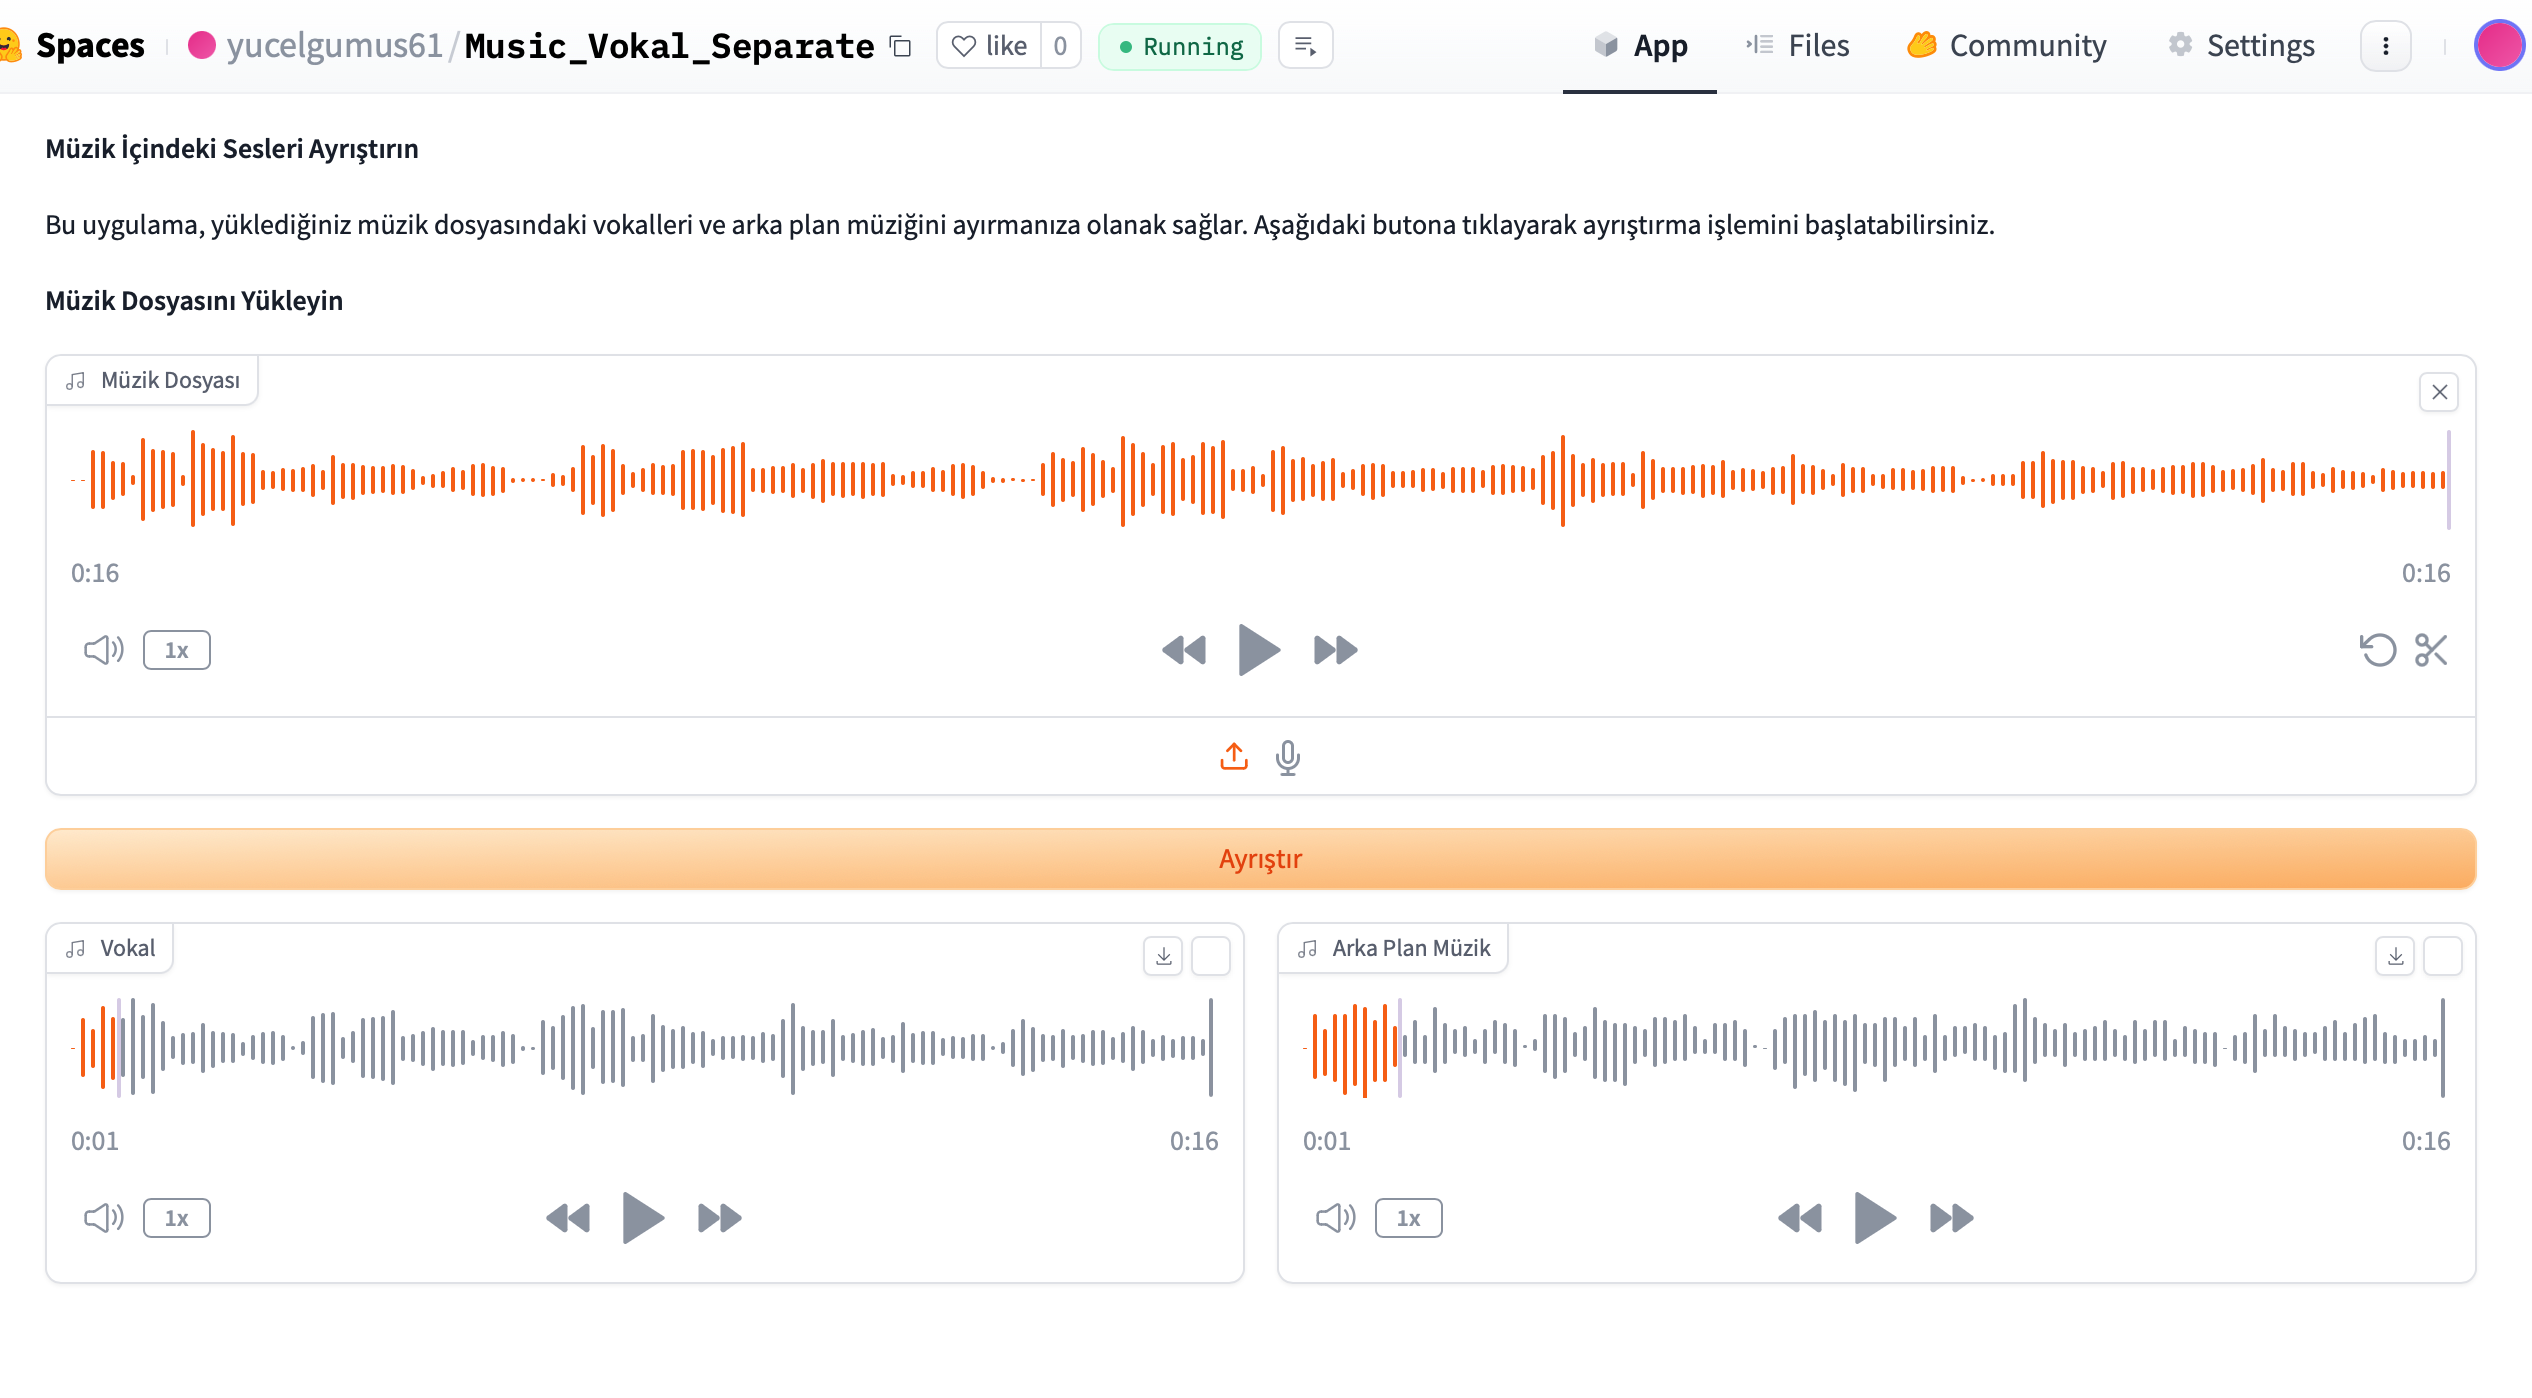 Spaces yucelgumus61/Music_Vokal_Separate like 0 Running App Files Community Settings
Müzik İçindeki Sesleri Ayrıştırın
Bu uygulama, yüklediğiniz müzik dosyasındaki vokalleri ve arka plan müziğini ayırmanıza olanak sağlar. Aşağıdaki butona tıklayarak ayrıştırma işlemini başlatabilirsiniz.
Müzik Dosyasını Yükleyin
Müzik Dosyası
0:16 0:16
1x
Ayrıştır
Vokal
0:01 0:16
1x
Arka Plan Müzik
0:01 0:16
1x